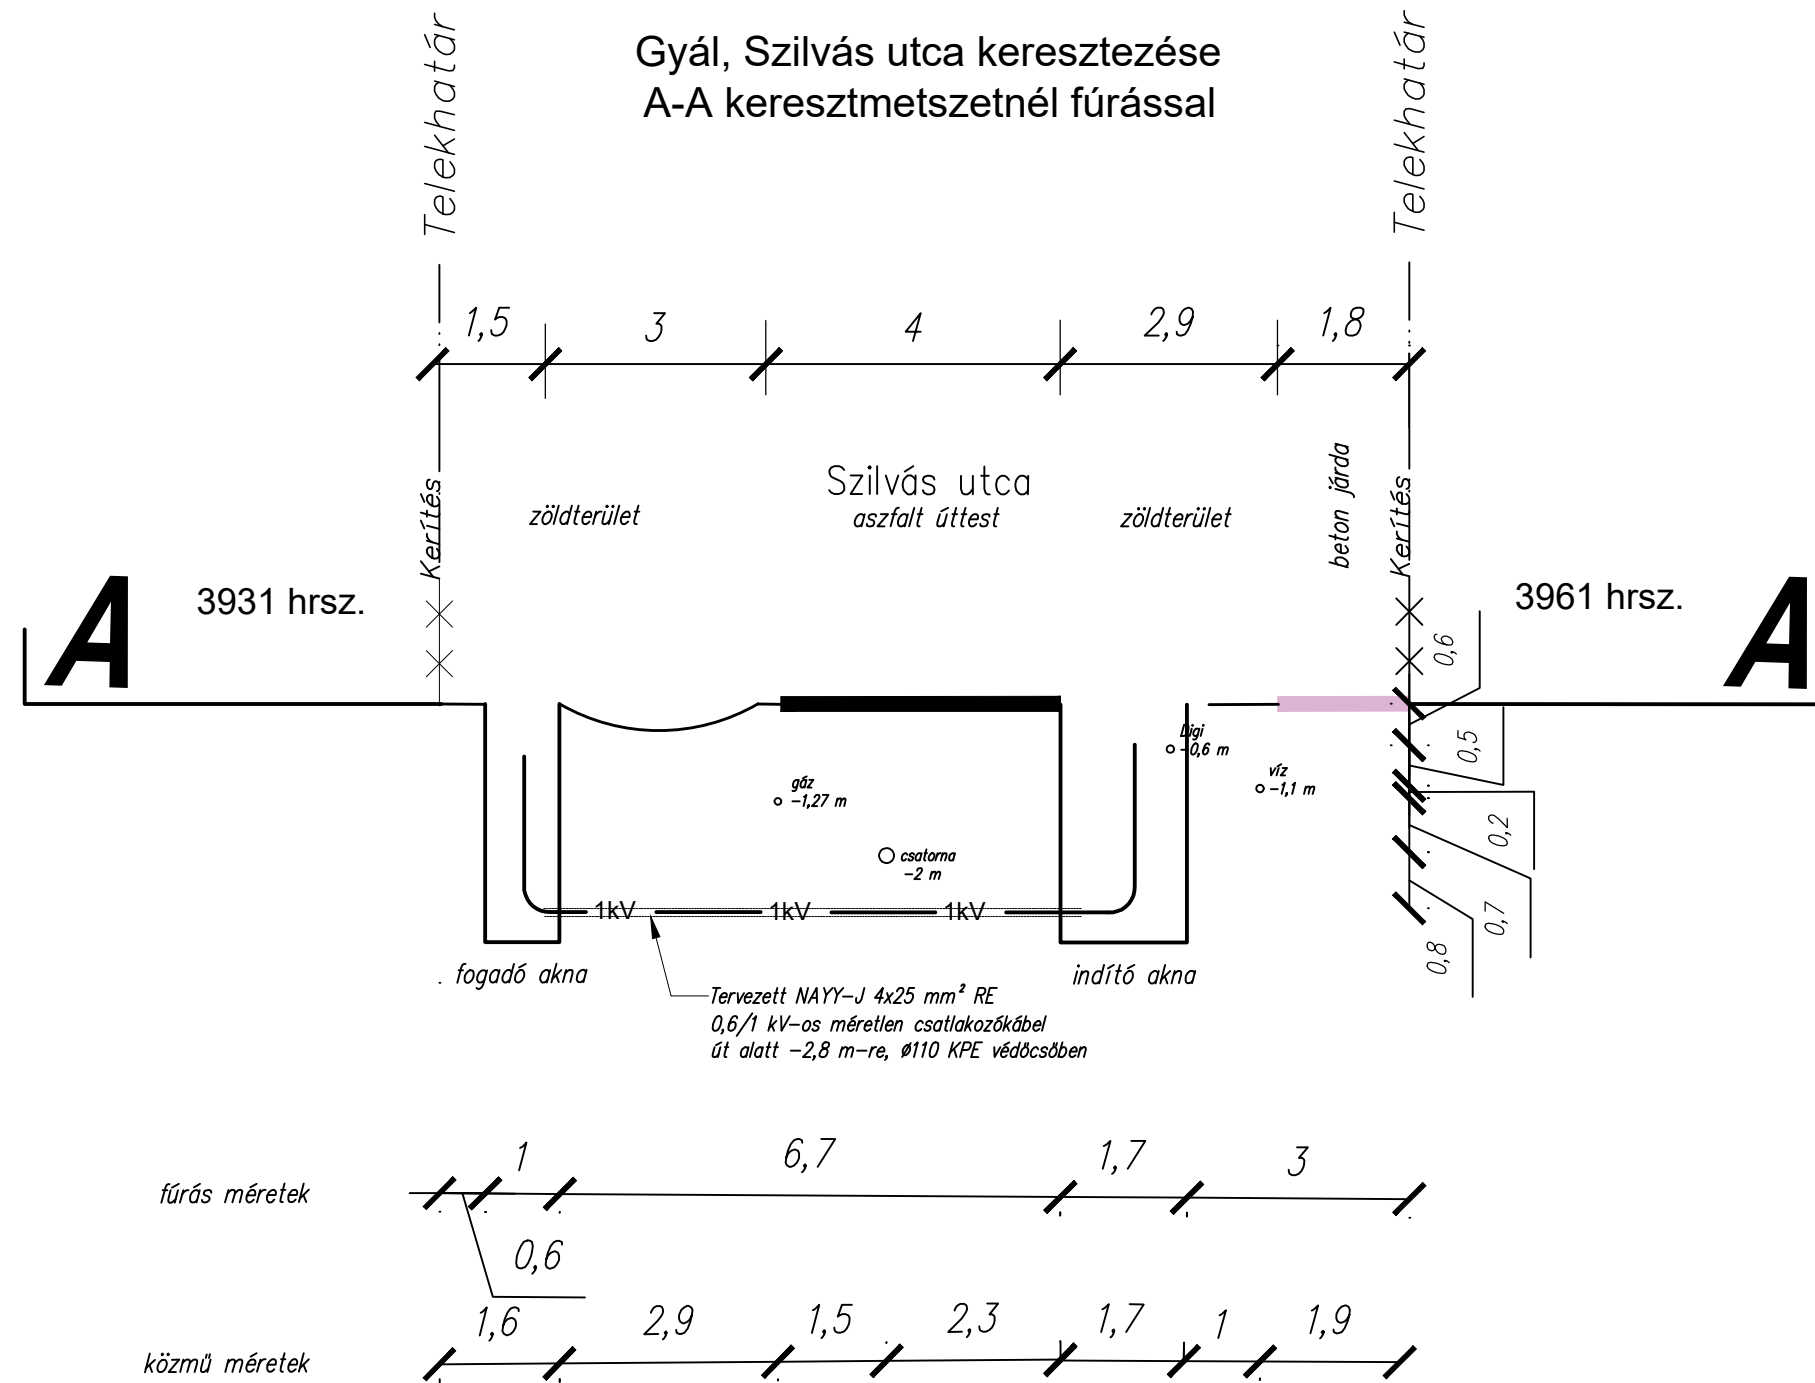 Gyál, Szilvás utca keresztezése
A-A keresztmetszetnél fúrással
Telekhatár
Telekhatár
1,5
3
4
2,9
1,8
Kerítés
zöldterület
Szilvás utca
aszfalt úttest
zöldterület
beton járda
Kerítés
A
3931 hrsz.
3961 hrsz.
A
0,6
Digi
-0,6 m
0,5
gáz
-1,27 m
víz
-1,1 m
0,2
csatorna
-2 m
1kV
1kV
1kV
0,7
0,8
fogadó akna
indító akna
Tervezett NAYY-J 4x25 mm² RE
0,6/1 kV-os méretlen csatlakozókábel
út alatt -2,8 m-re, Ø110 KPE védőcsőben
fúrás méretek
1
6,7
1,7
3
0,6
közmű méretek
1,6
2,9
1,5
2,3
1,7
1
1,9